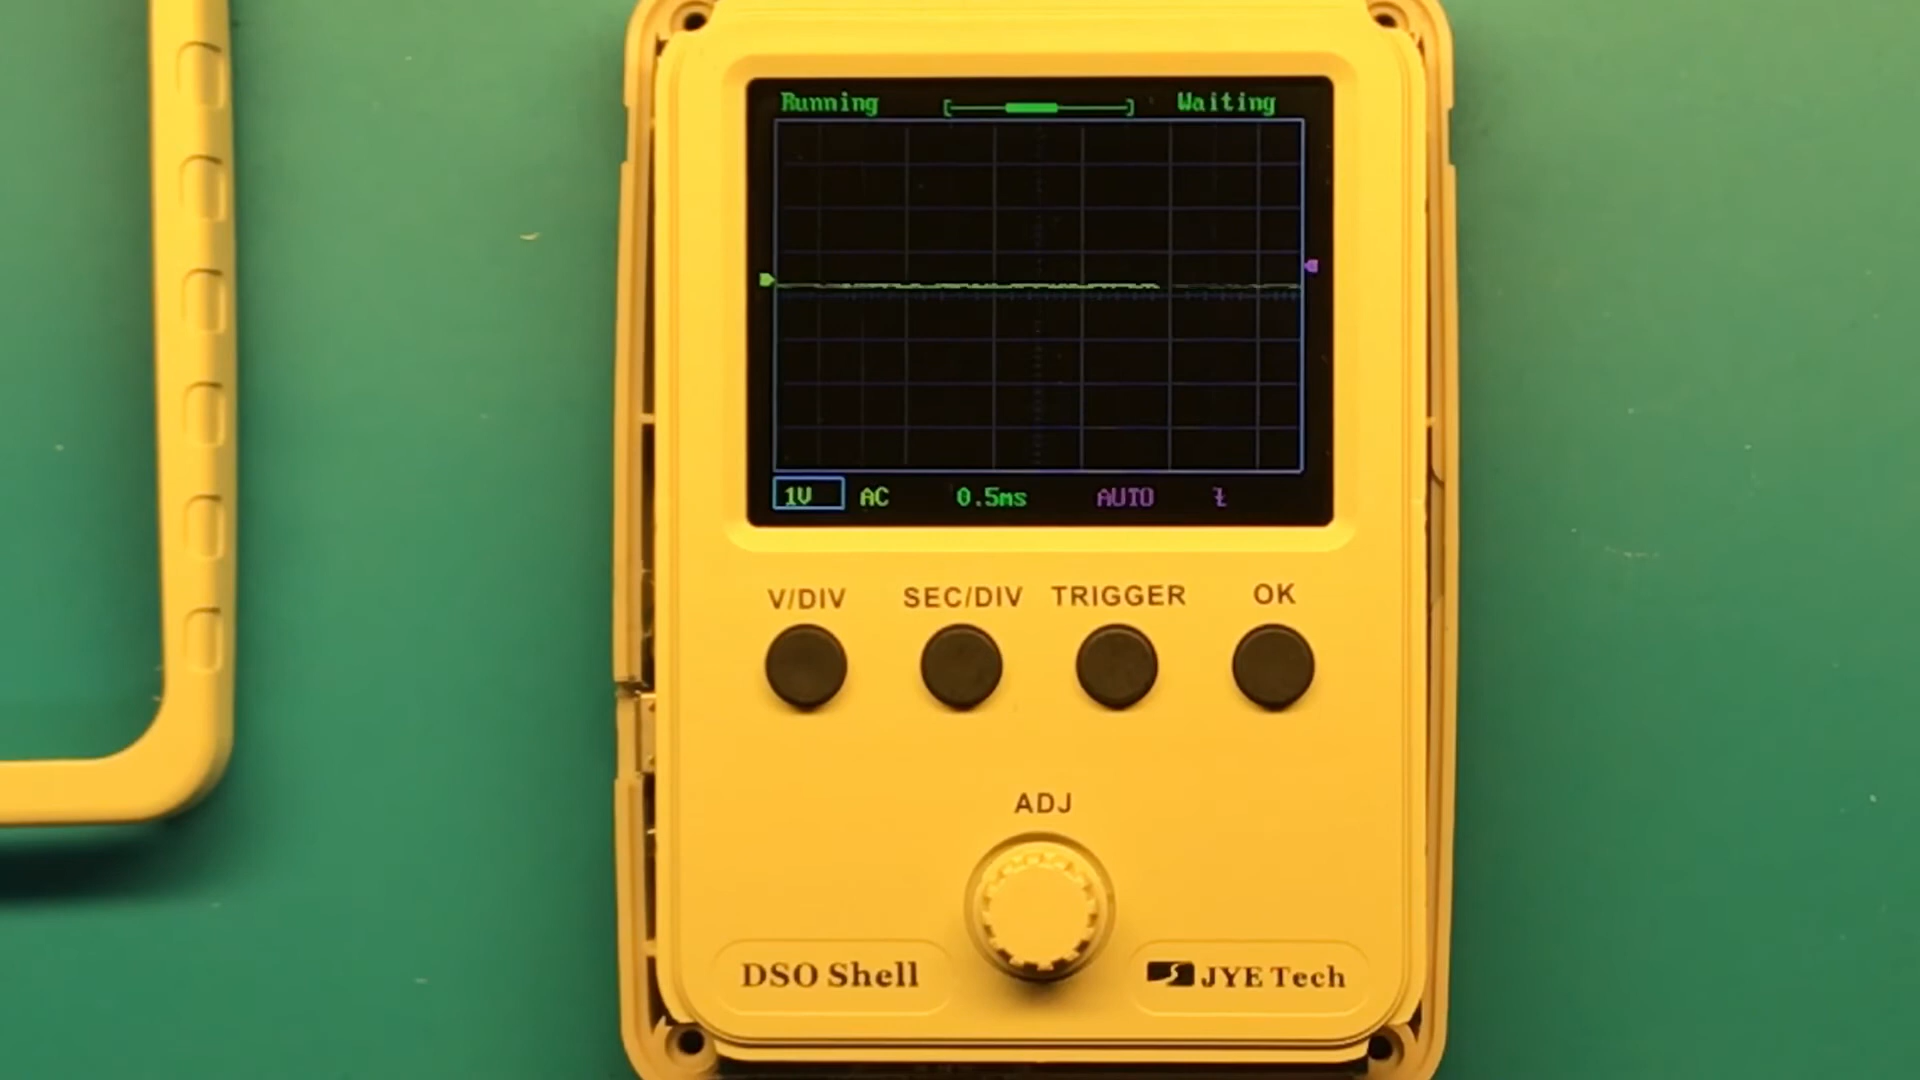 Running Waiting
1V AC 0.5ms AUTO
V/DIV SEC/DIV TRIGGER OK
ADJ
DSO Shell JYE Tech